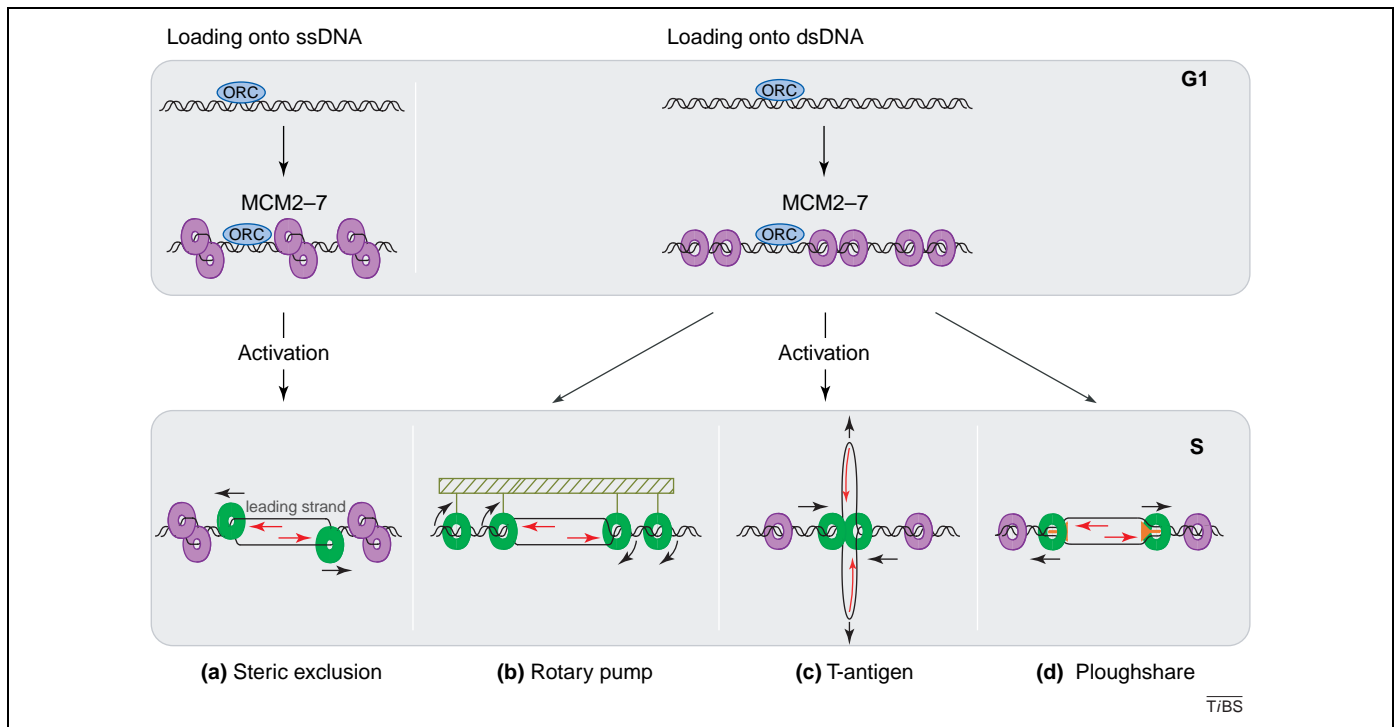 Loading onto ssDNA
Loading onto dsDNA
G1
ORC
ORC
MCM2–7
MCM2–7
ORC
ORC
Activation
Activation
S
leading strand
(a) Steric exclusion
(b) Rotary pump
(c) T-antigen
(d) Ploughshare
TiBS